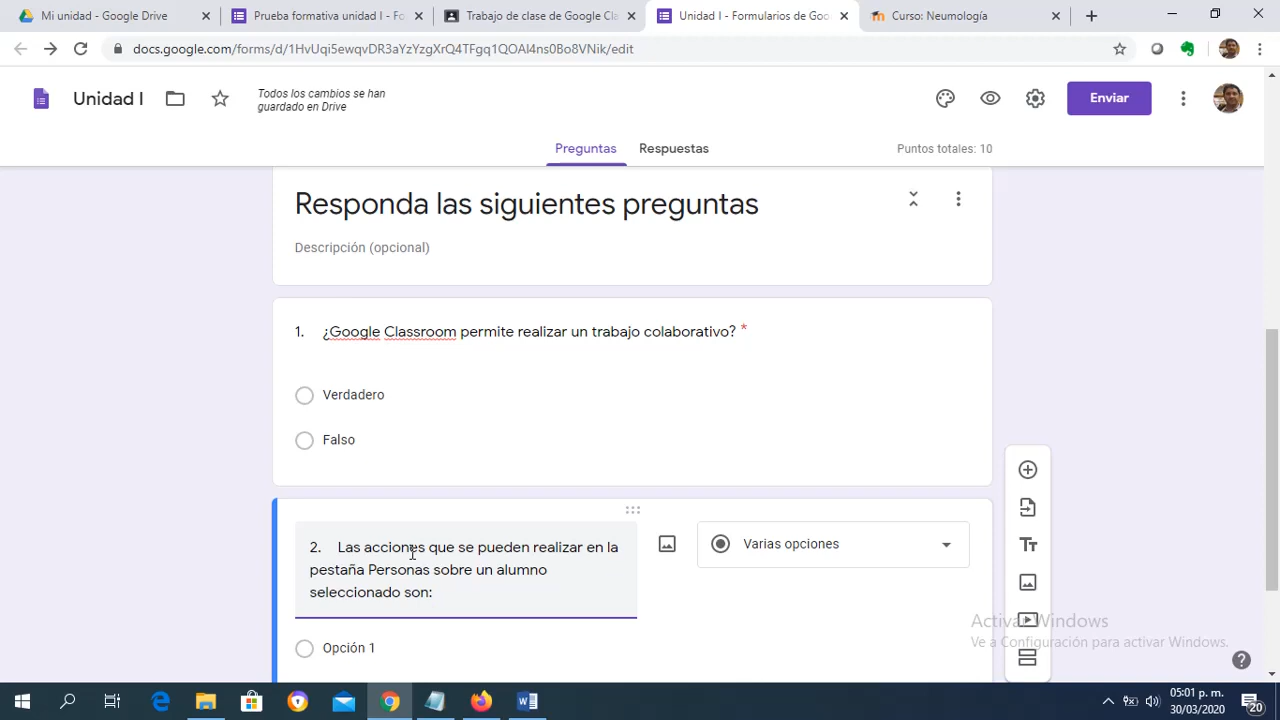 Mi unidad - Google Drive
Prueba formativa unidad I - F
Trabajo de clase de Google Cla
Unidad I - Formularios de Goo
Curso: Neumología
docs.google.com/forms/d/1HvUqi5ewqvDR3aYzYzgXrQ4TFgq1QOAl4ns0Bo8VNik/edit
Unidad I
Todos los cambios se han
guardado en Drive
Enviar
Preguntas
Respuestas
Puntos totales: 10
Responda las siguientes preguntas
Descripción (opcional)
1. ¿Google Classroom permite realizar un trabajo colaborativo? *
Verdadero
Falso
2. Las acciones que se pueden realizar en la
pestaña Personas sobre un alumno
seleccionado son:
Varias opciones
Opción 1
Activar Windows
Ve a Configuración para activar Windows.
05:01 p. m.
30/03/2020
20